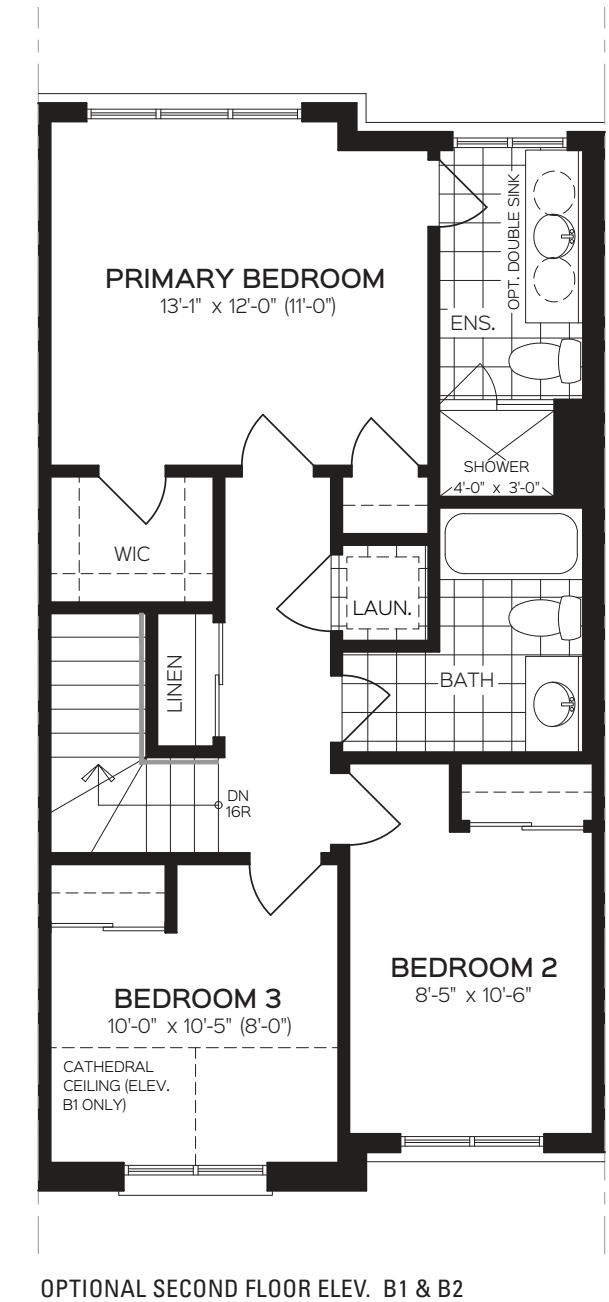 PRIMARY BEDROOM
13'-1" x 12'-0" (11'-0")
OPT. DOUBLE SINK
ENS.
SHOWER
4'-0" x 3'-0"
WIC
LAUN.
LINEN
BATH
DN
16R
BEDROOM 2
8'-5" x 10'-6"
BEDROOM 3
10'-0" x 10'-5" (8'-0")
CATHEDRAL
CEILING (ELEV.
B1 ONLY)
OPTIONAL SECOND FLOOR ELEV. B1 & B2